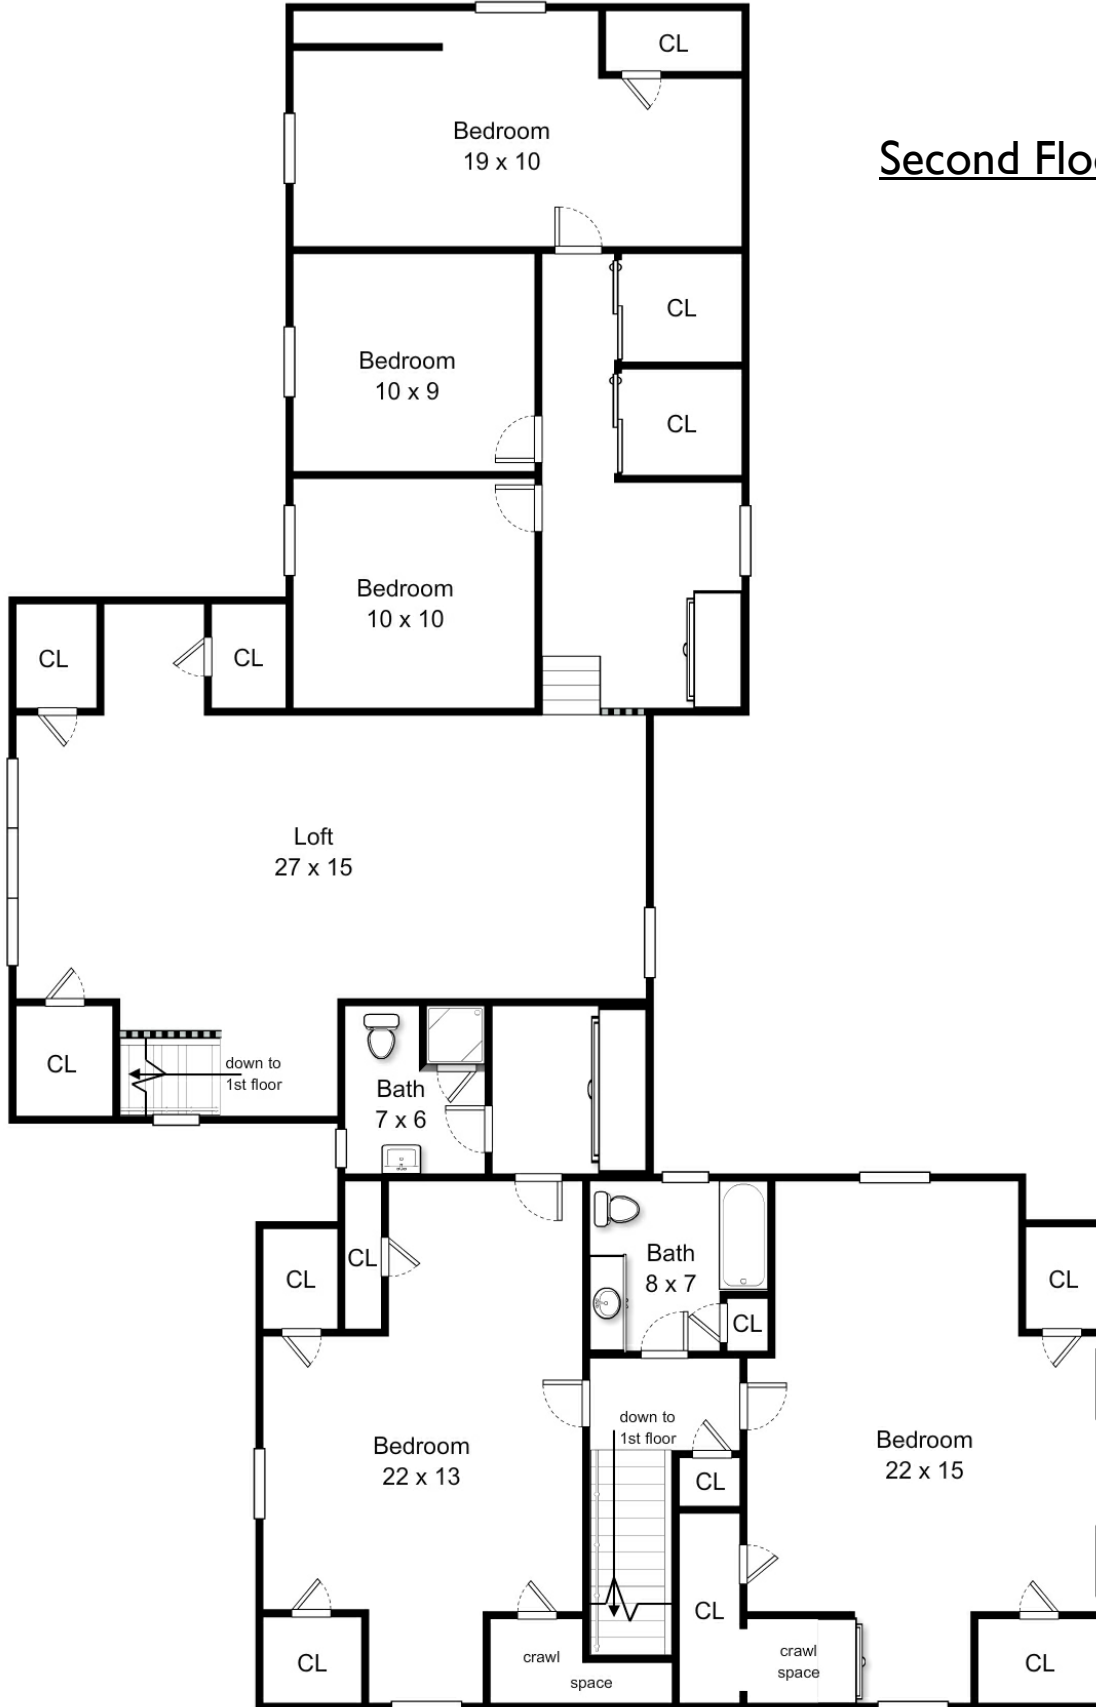 CL
Bedroom
19 x 10
Second Floo
CL
Bedroom
10 x 9
CL
Bedroom
10 x 10
CL
CL
Loft
27 x 15
CL
down to
1st floor
Bath
7 x 6
CL
CL
Bath
8 x 7
CL
CL
Bedroom
22 x 13
down to
1st floor
Bedroom
22 x 15
CL
CL
CL
crawl
space
crawl
space
CL